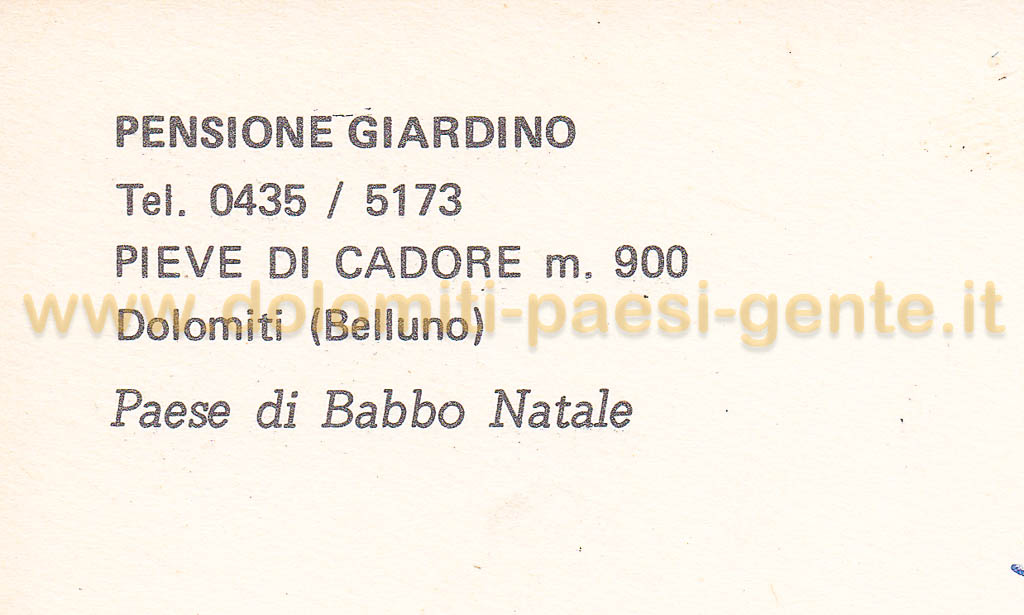 PENSIONE GIARDINO
Tel. 0435 / 5173
PIEVE DI CADORE m. 900
www.dolomiti-paesi-gente.it
Dolomiti (Belluno)
Paese di Babbo Natale